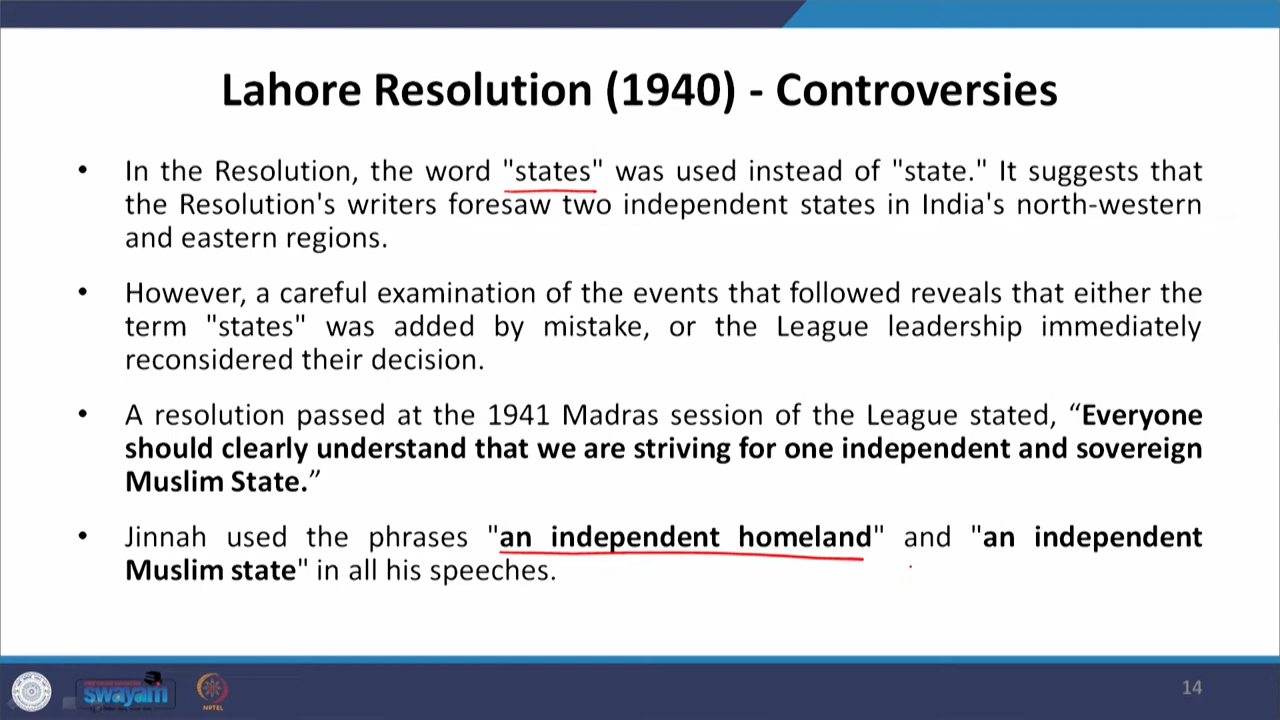 Lahore Resolution (1940) - Controversies
• In the Resolution, the word "states" was used instead of "state." It suggests that
the Resolution's writers foresaw two independent states in India's north-western
and eastern regions.
• However, a careful examination of the events that followed reveals that either the
term "states" was added by mistake, or the League leadership immediately
reconsidered their decision.
• A resolution passed at the 1941 Madras session of the League stated, “Everyone
should clearly understand that we are striving for one independent and sovereign
Muslim State.”
• Jinnah used the phrases "an independent homeland" and "an independent
Muslim state" in all his speeches.
swayam
NPTEL
14